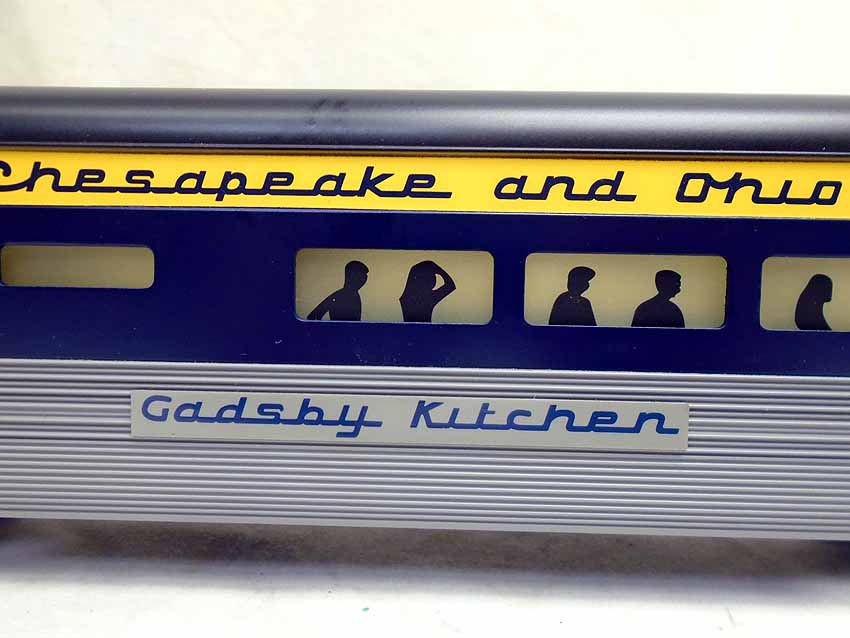 Chesapeake and Ohio
Gadsby Kitchen